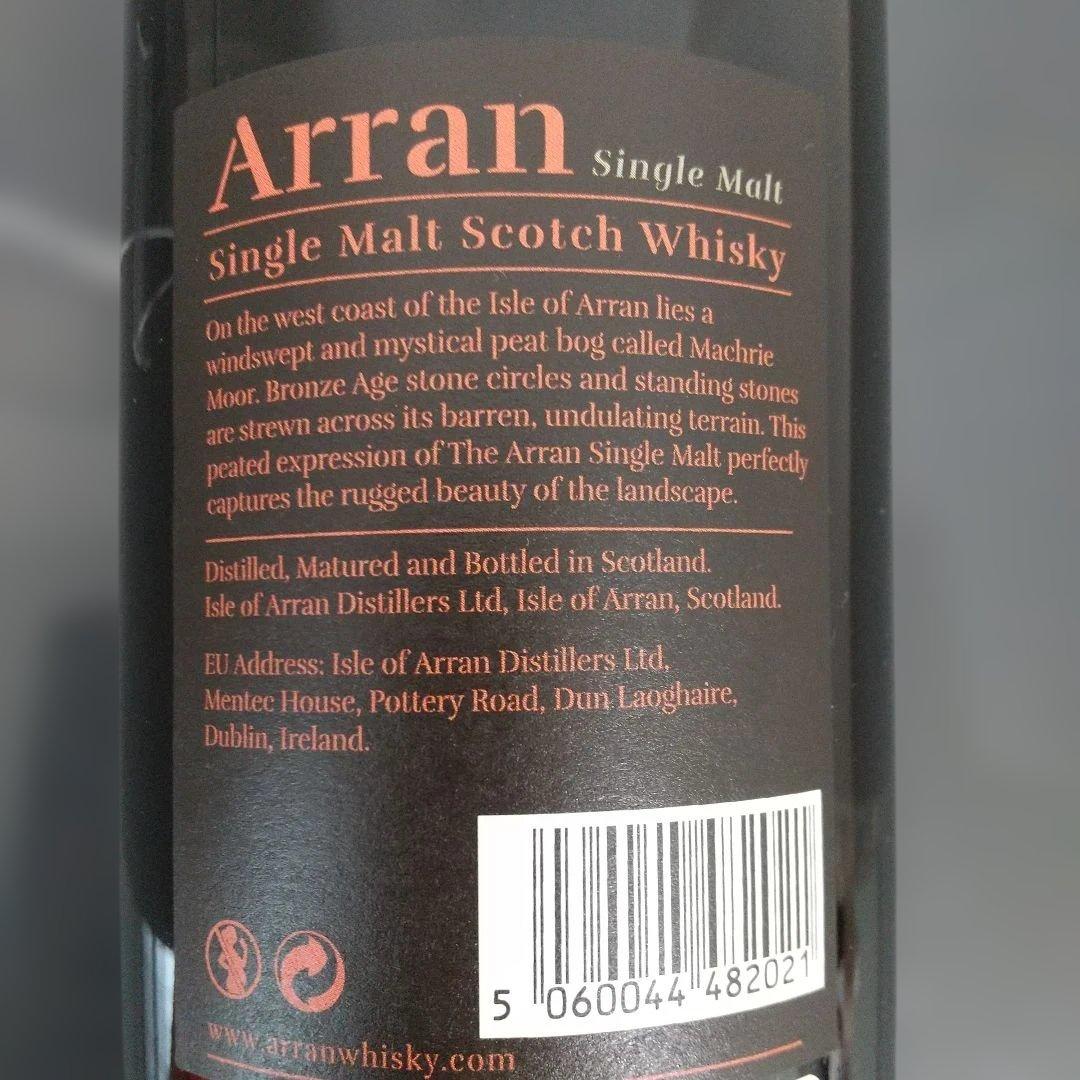 Arran Single Malt
Single Malt Scotch Whisky
On the west coast of the Isle of Arran lies a
windswept and mystical peat bog called Machrie
Moor. Bronze Age stone circles and standing stones
are strewn across its barren, undulating terrain. This
peated expression of The Arran Single Malt perfectly
captures the rugged beauty of the landscape.
Distilled, Matured and Bottled in Scotland.
Isle of Arran Distillers Ltd, Isle of Arran, Scotland.
EU Address: Isle of Arran Distillers Ltd,
Mentec House, Pottery Road, Dun Laoghaire,
Dublin, Ireland.
5 060044 482021
www.arranwhisky.com